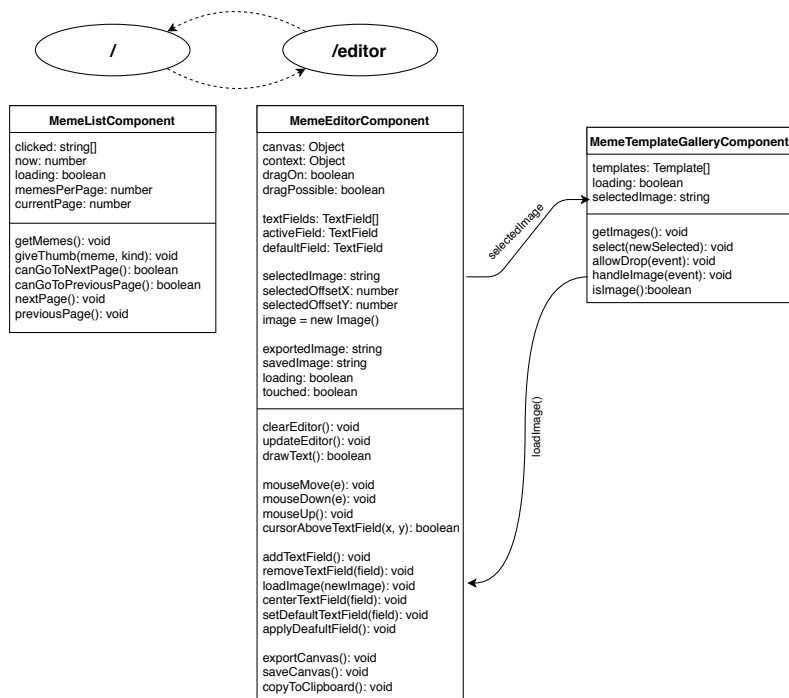 /
/editor
MemeListComponent
clicked: string[]
now: number
loading: boolean
memesPerPage: number
currentPage: number
getMemes(): void
giveThumb(meme, kind): void
canGoToNextPage(): boolean
canGoToPreviousPage(): boolean
nextPage(): void
previousPage(): void
MemeEditorComponent
canvas: Object
context: Object
dragOn: boolean
dragPossible: boolean
textFields: TextField[]
activeField: TextField
defaultField: TextField
selectedImage: string
selectedOffsetX: number
selectedOffsetY: number
image = new Image()
exportedImage: string
savedImage: string
loading: boolean
touched: boolean
clearEditor(): void
updateEditor(): void
drawText(): boolean
mouseMove(e): void
mouseDown(e): void
mouseUp(): void
cursorAboveTextField(x, y): boolean
addTextField(): void
removeTextField(field): void
loadImage(newImage): void
centerTextField(field): void
setDefaultTextField(field): void
applyDeafultField(): void
exportCanvas(): void
saveCanvas(): void
copyToClipboard(): void
selectedImage
loadImage()
MemeTemplateGalleryComponent
templates: Template[]
loading: boolean
selectedImage: string
getImages(): void
select(newSelected): void
allowDrop(event): void
handleImage(event): void
isImage():boolean